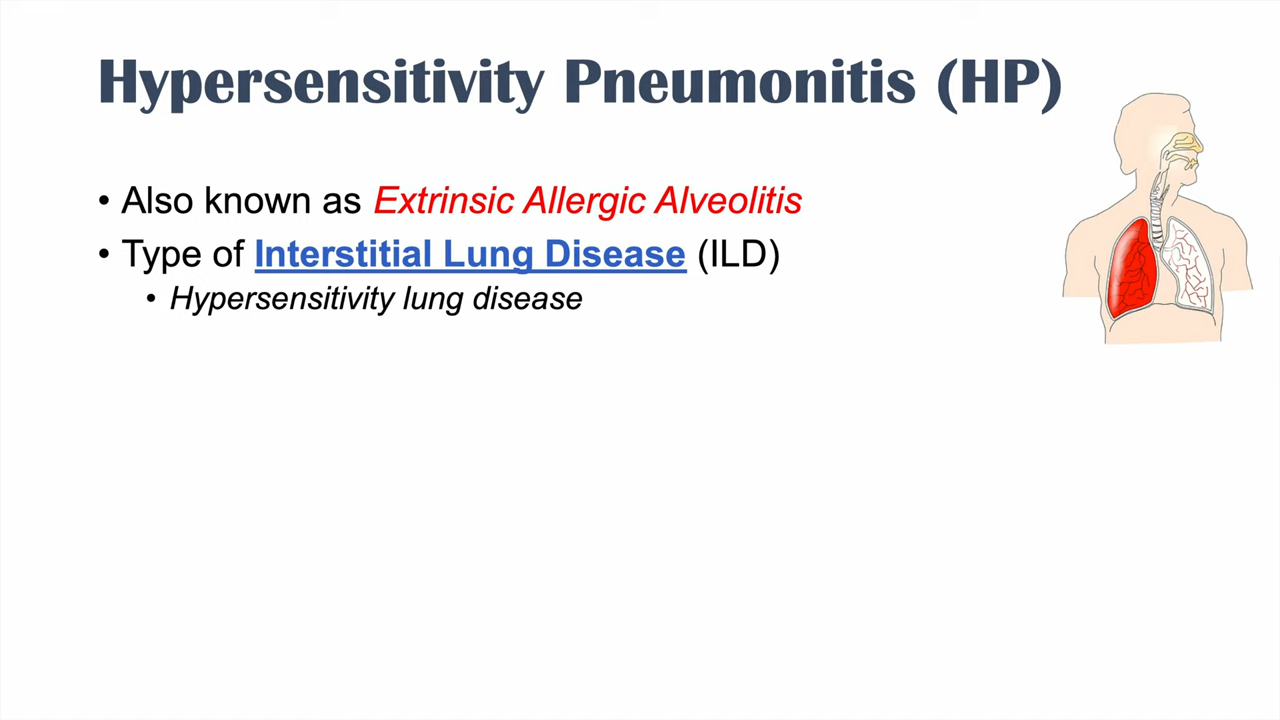 Hypersensitivity Pneumonitis (HP)
• Also known as Extrinsic Allergic Alveolitis
• Type of Interstitial Lung Disease (ILD)
• Hypersensitivity lung disease